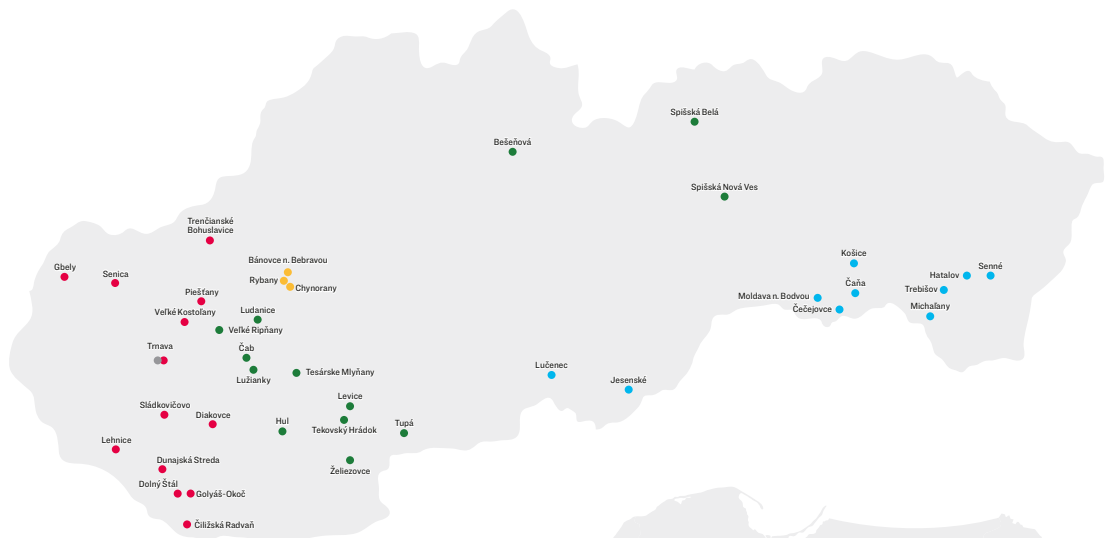 Spišská Belá
Bešeňová
Spišská Nová Ves
Trenčianske
Bohuslavice
Košice
Bánovce n. Bebravou
Gbely
Senica
Rybany
Chynorany
Hatalov
Senné
Čaňa
Trebišov
Piešťany
Moldava n. Bodvou
Čečejovce
Michaľany
Veľké Kostoľany
Ludanice
Veľké Ripňany
Trnava
Čab
Lužianky
Tesárske Mlyňany
Lučenec
Jesenské
Levice
Sládkovičovo
Diakovce
Hul
Tekovský Hrádok
Tupá
Lehnice
Dunajská Streda
Želiezovce
Dolný Štál
Golyáš-Okoč
Čiližská Radvaň